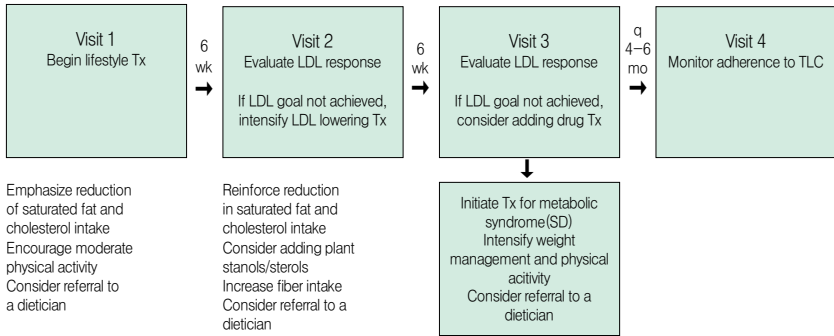 Visit 1
Begin lifestyle Tx
6
wk
Visit 2
Evaluate LDL response
If LDL goal not achieved,
intensify LDL lowering Tx
6
wk
Visit 3
Evaluate LDL response
If LDL goal not achieved,
consider adding drug Tx
q
4-6
mo
Visit 4
Monitor adherence to TLC
Emphasize reduction
of saturated fat and
cholesterol intake
Encourage moderate
physical activity
Consider referral to
a dietician
Reinforce reduction
in saturated fat and
cholesterol intake
Consider adding plant
stanols/sterols
Increase fiber intake
Consider referral to a
dietician
Initiate Tx for metabolic
syndrome(SD)
Intensify weight
management and physical
acitivity
Consider referral to a
dietician